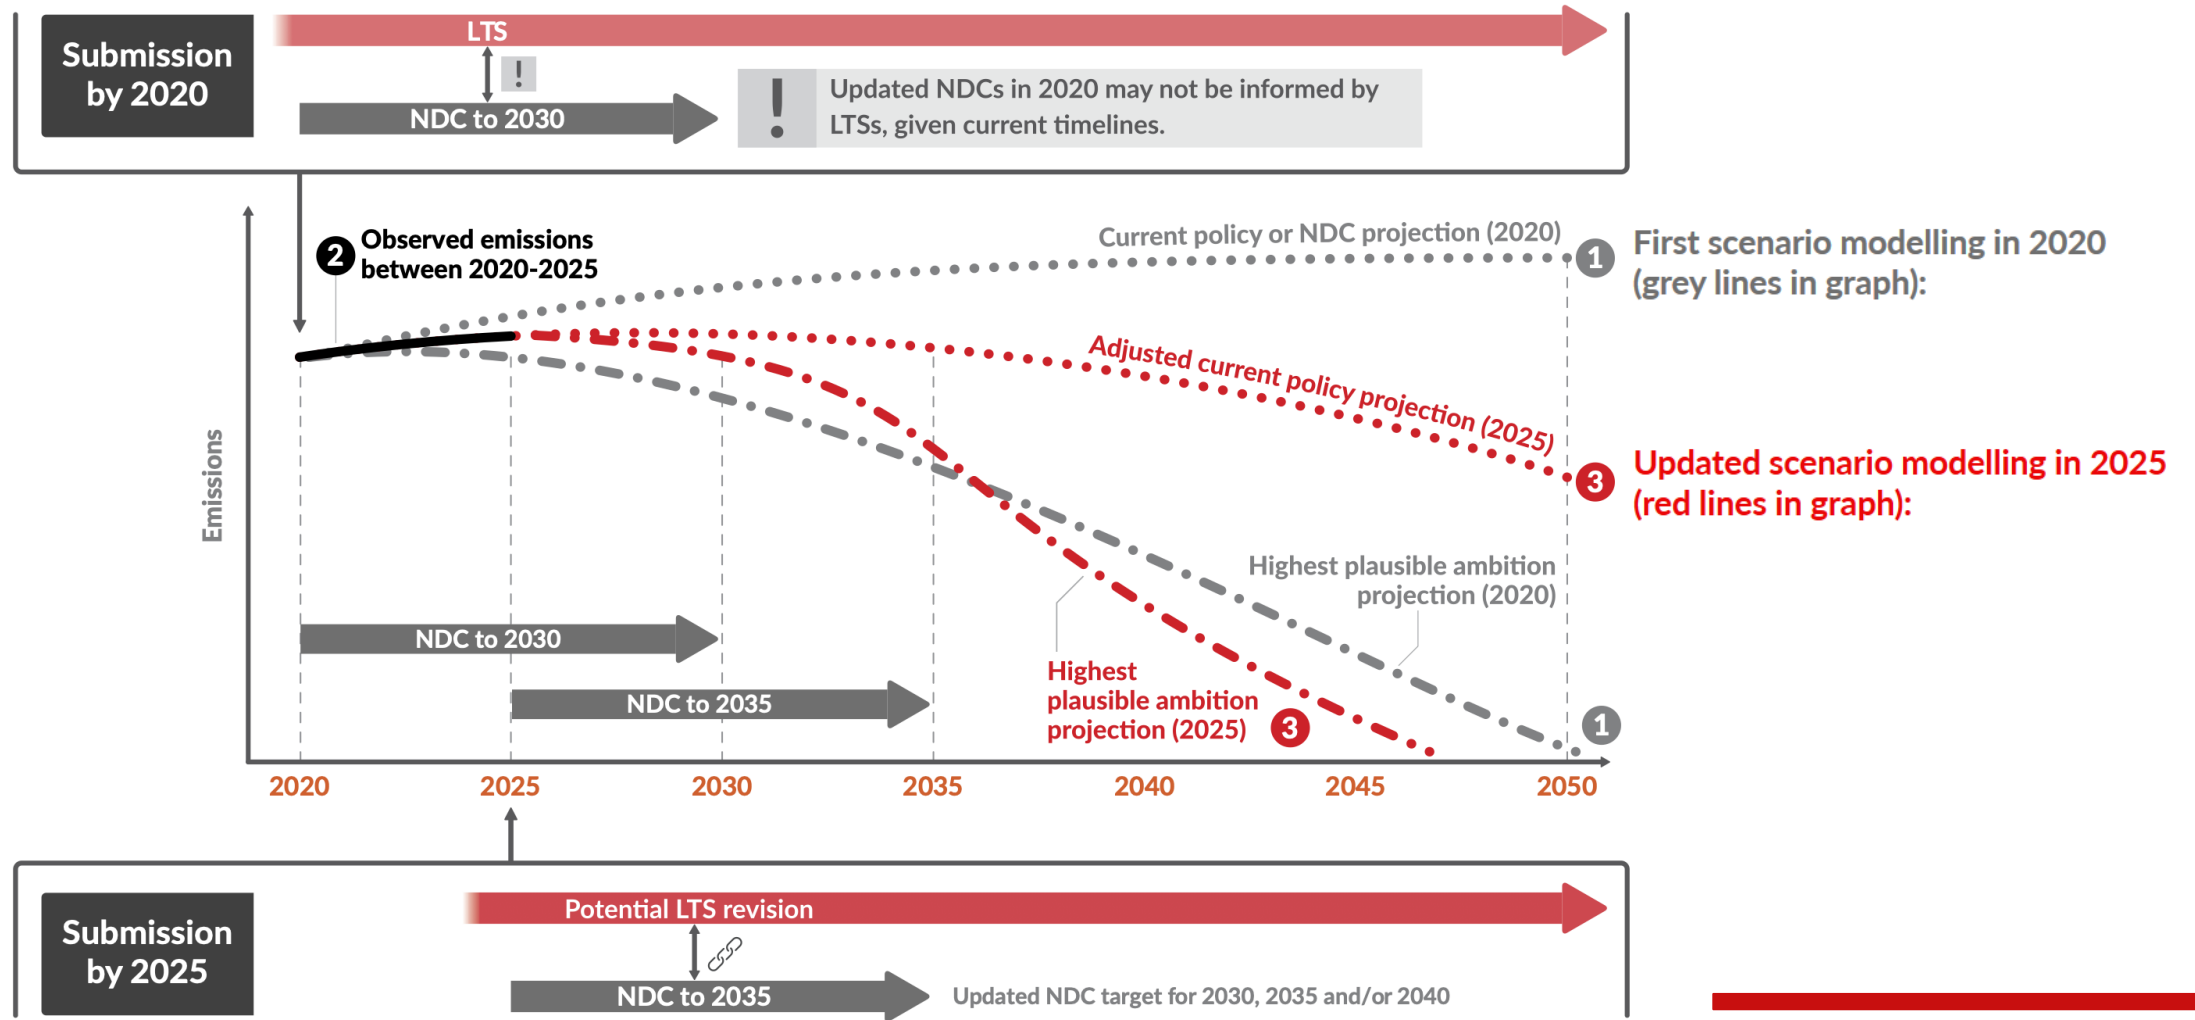 Submission
by 2020
LTS
!
NDC to 2030
!
Updated NDCs in 2020 may not be informed by
LTSs, given current timelines.
2
Observed emissions
between 2020-2025
Current policy or NDC projection (2020)
1
First scenario modelling in 2020
(grey lines in graph):
Adjusted current policy projection (2025)
3
Updated scenario modelling in 2025
(red lines in graph):
Emissions
Highest plausible ambition
projection (2020)
1
Highest
plausible ambition
projection (2025)
3
NDC to 2030
NDC to 2035
2020
2025
2030
2035
2040
2045
2050
Submission
by 2025
Potential LTS revision
NDC to 2035
Updated NDC target for 2030, 2035 and/or 2040